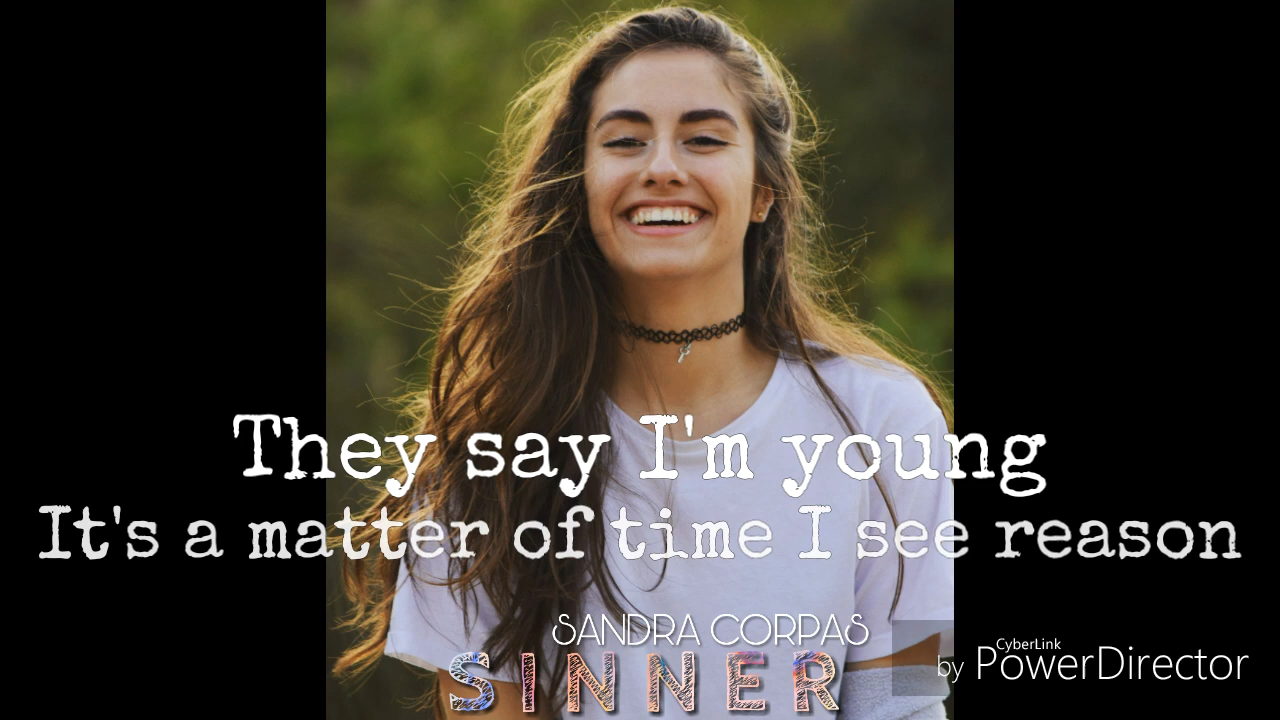 They say I'm young
It's a matter of time I see reason
SANDRA CORPAS
SINNER
CyberLink
by PowerDirector